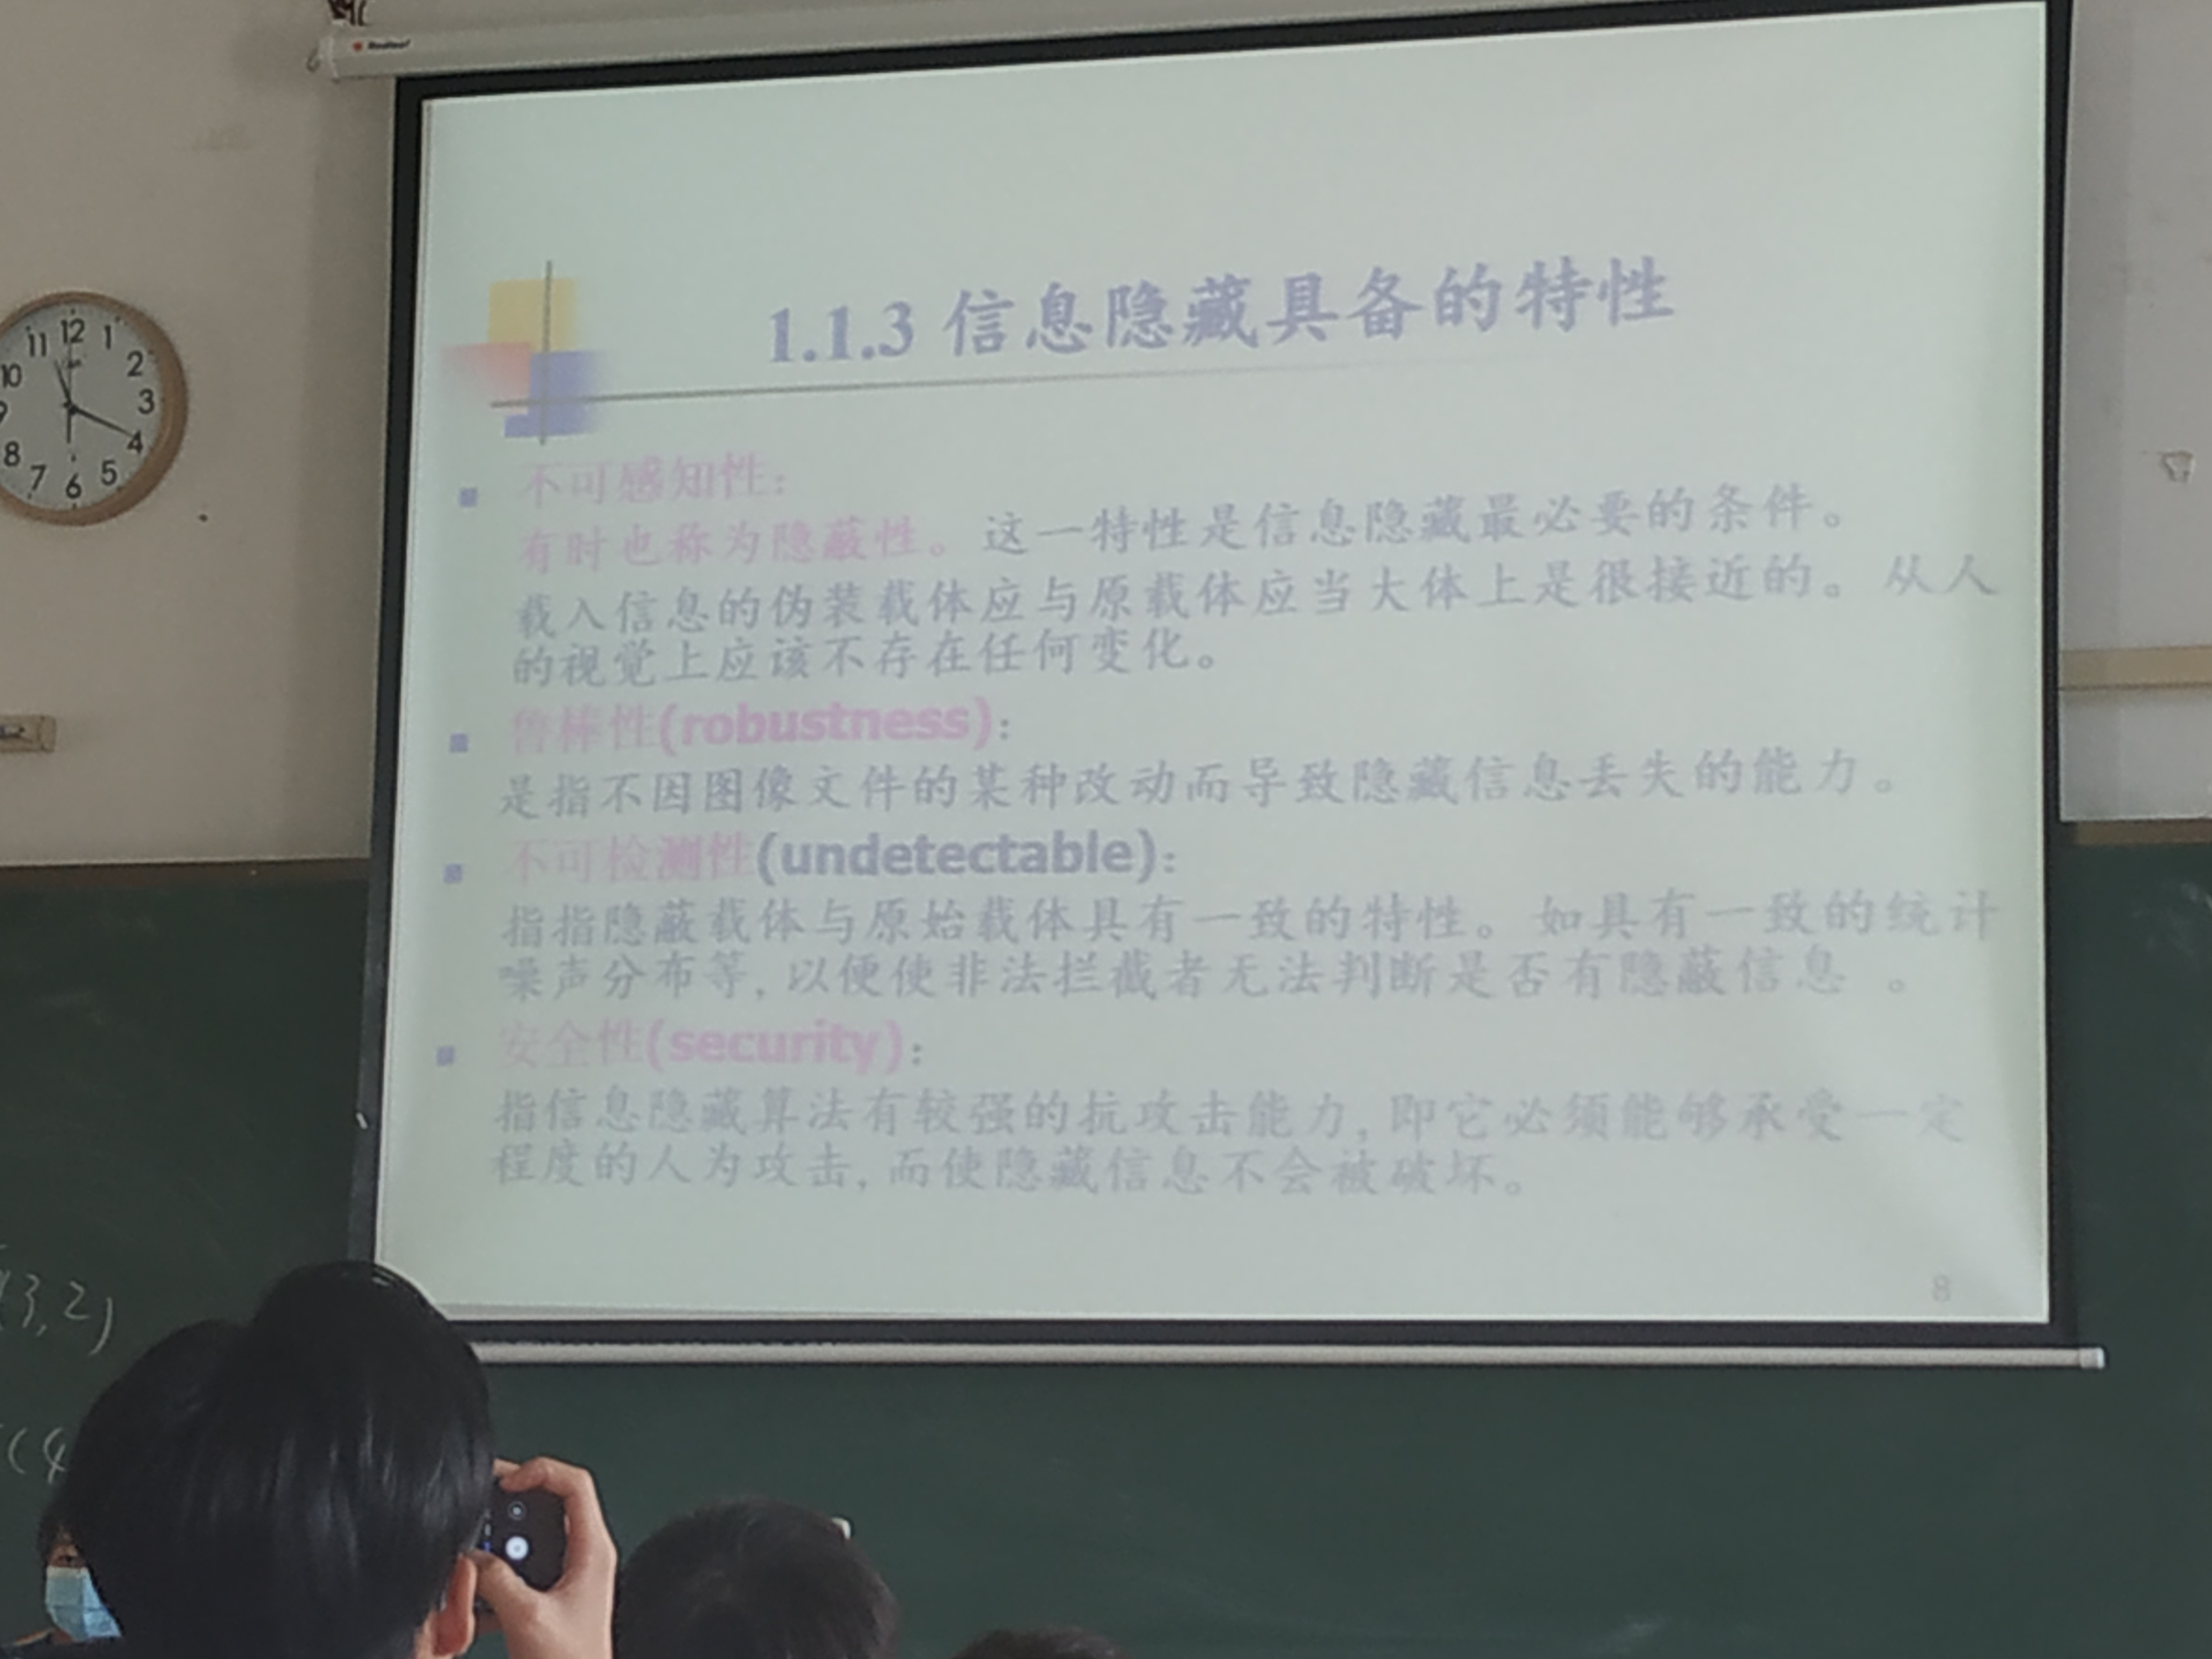 1.1.3 信息隐藏具备的特性
不可感知性：
有时也称为隐蔽性。这一特性是信息隐藏最必要的条件。
载入信息的伪装载体应与原载体应当大体上是很接近的。从人
的视觉上应该不存在任何变化。
鲁棒性(robustness)：
是指不因图像文件的某种改动而导致隐藏信息丢失的能力。
不可检测性(undetectable)：
指指隐蔽载体与原始载体具有一致的特性。如具有一致的统计
噪声分布等，以便使非法拦截者无法判断是否有隐蔽信息 。
安全性(security)：
指信息隐藏算法有较强的抗攻击能力，即它必须能够承受一定
程度的人为攻击，而使隐藏信息不会被破坏。
8
12
1
2
3
4
5
6
7
8
10
11
3,2)
(4